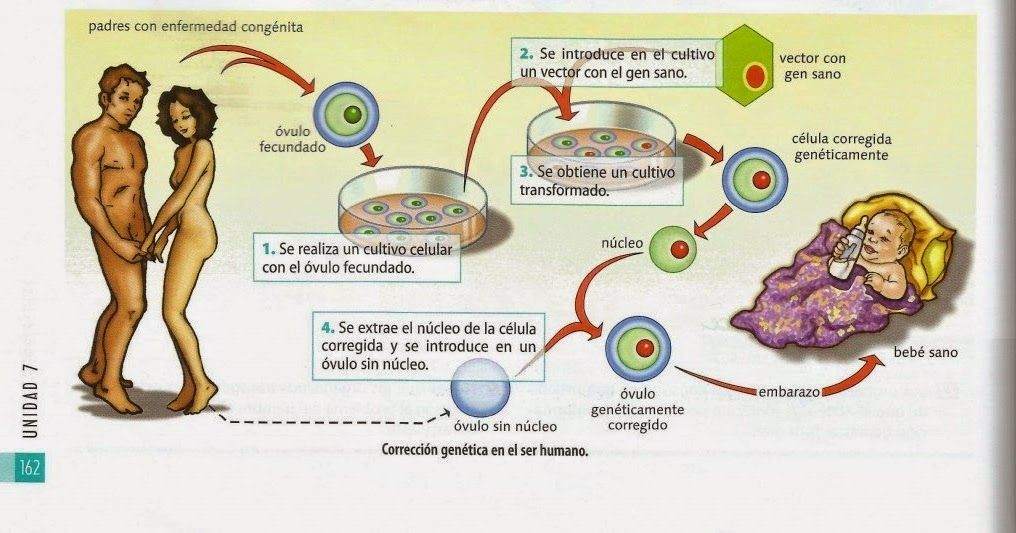 padres con enfermedad congénita
óvulo
fecundado
1. Se realiza un cultivo celular
con el óvulo fecundado.
2. Se introduce en el cultivo
un vector con el gen sano.
vector con
gen sano
3. Se obtiene un cultivo
transformado.
célula corregida
genéticamente
núcleo
4. Se extrae el núcleo de la célula
corregida y se introduce en un
óvulo sin núcleo.
óvulo sin núcleo
óvulo
genéticamente
corregido
embarazo
bebé sano
Corrección genética en el ser humano.
UNIDAD 7
162